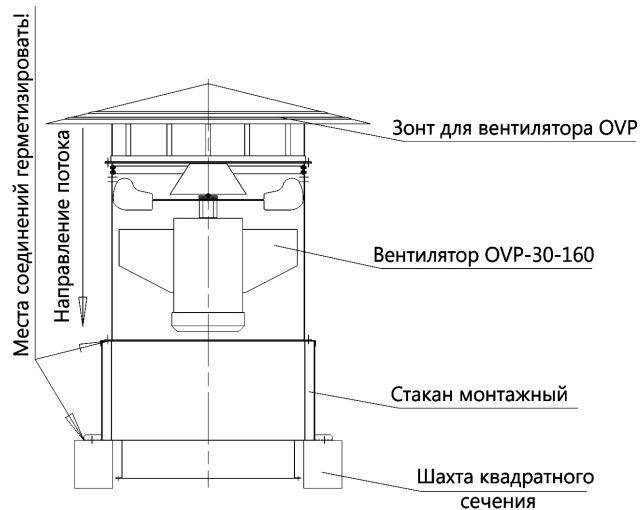 Места соединений герметизировать!
Направление потока
Зонт для вентилятора OVP
Вентилятор OVP-30-160
Стакан монтажный
Шахта квадратного
сечения